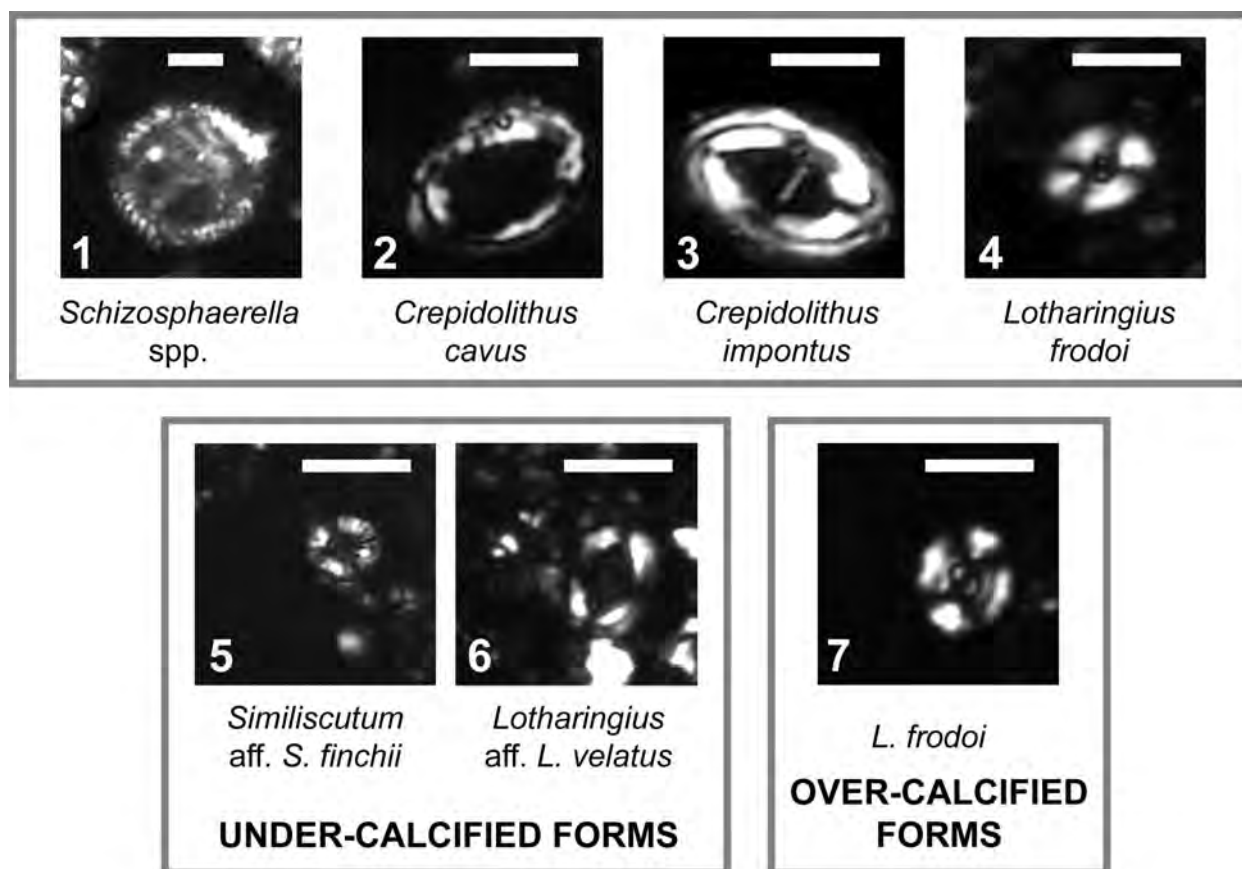 1
2
3
4
Schizosphaerella
spp.
Crepidolithus
cavus
Crepidolithus
impontus
Lotharingius
frodoi
5
6
7
Similiscutum
aff. S. finchii
Lotharingius
aff. L. velatus
L. frodoi
UNDER-CALCIFIED FORMS
OVER-CALCIFIED
FORMS